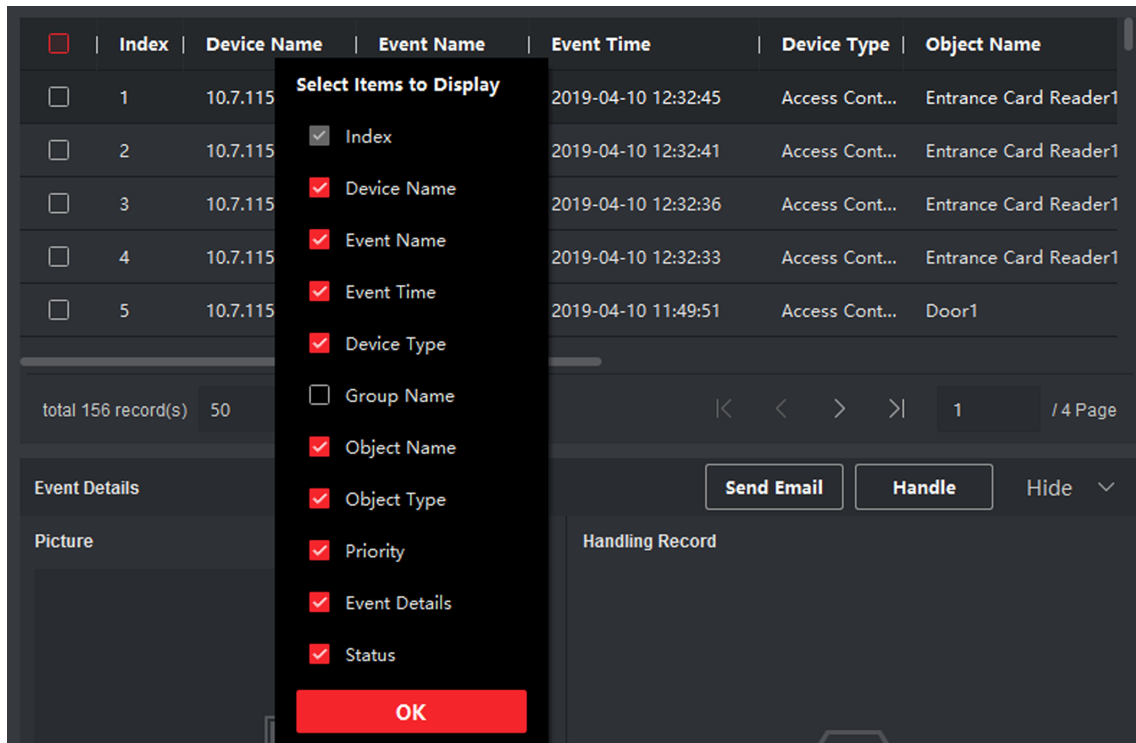 Index | Device Name | Event Name | Event Time | Device Type | Object Name
1 10.7.115 2019-04-10 12:32:45 Access Cont... Entrance Card Reader1
2 10.7.115 2019-04-10 12:32:41 Access Cont... Entrance Card Reader1
3 10.7.115 2019-04-10 12:32:36 Access Cont... Entrance Card Reader1
4 10.7.115 2019-04-10 12:32:33 Access Cont... Entrance Card Reader1
5 10.7.115 2019-04-10 11:49:51 Access Cont... Door1
Select Items to Display
Index
Device Name
Event Name
Event Time
Device Type
Group Name
Object Name
Object Type
Priority
Event Details
Status
OK
total 156 record(s) 50 1 / 4 Page
Event Details Send Email Handle Hide
Picture Handling Record